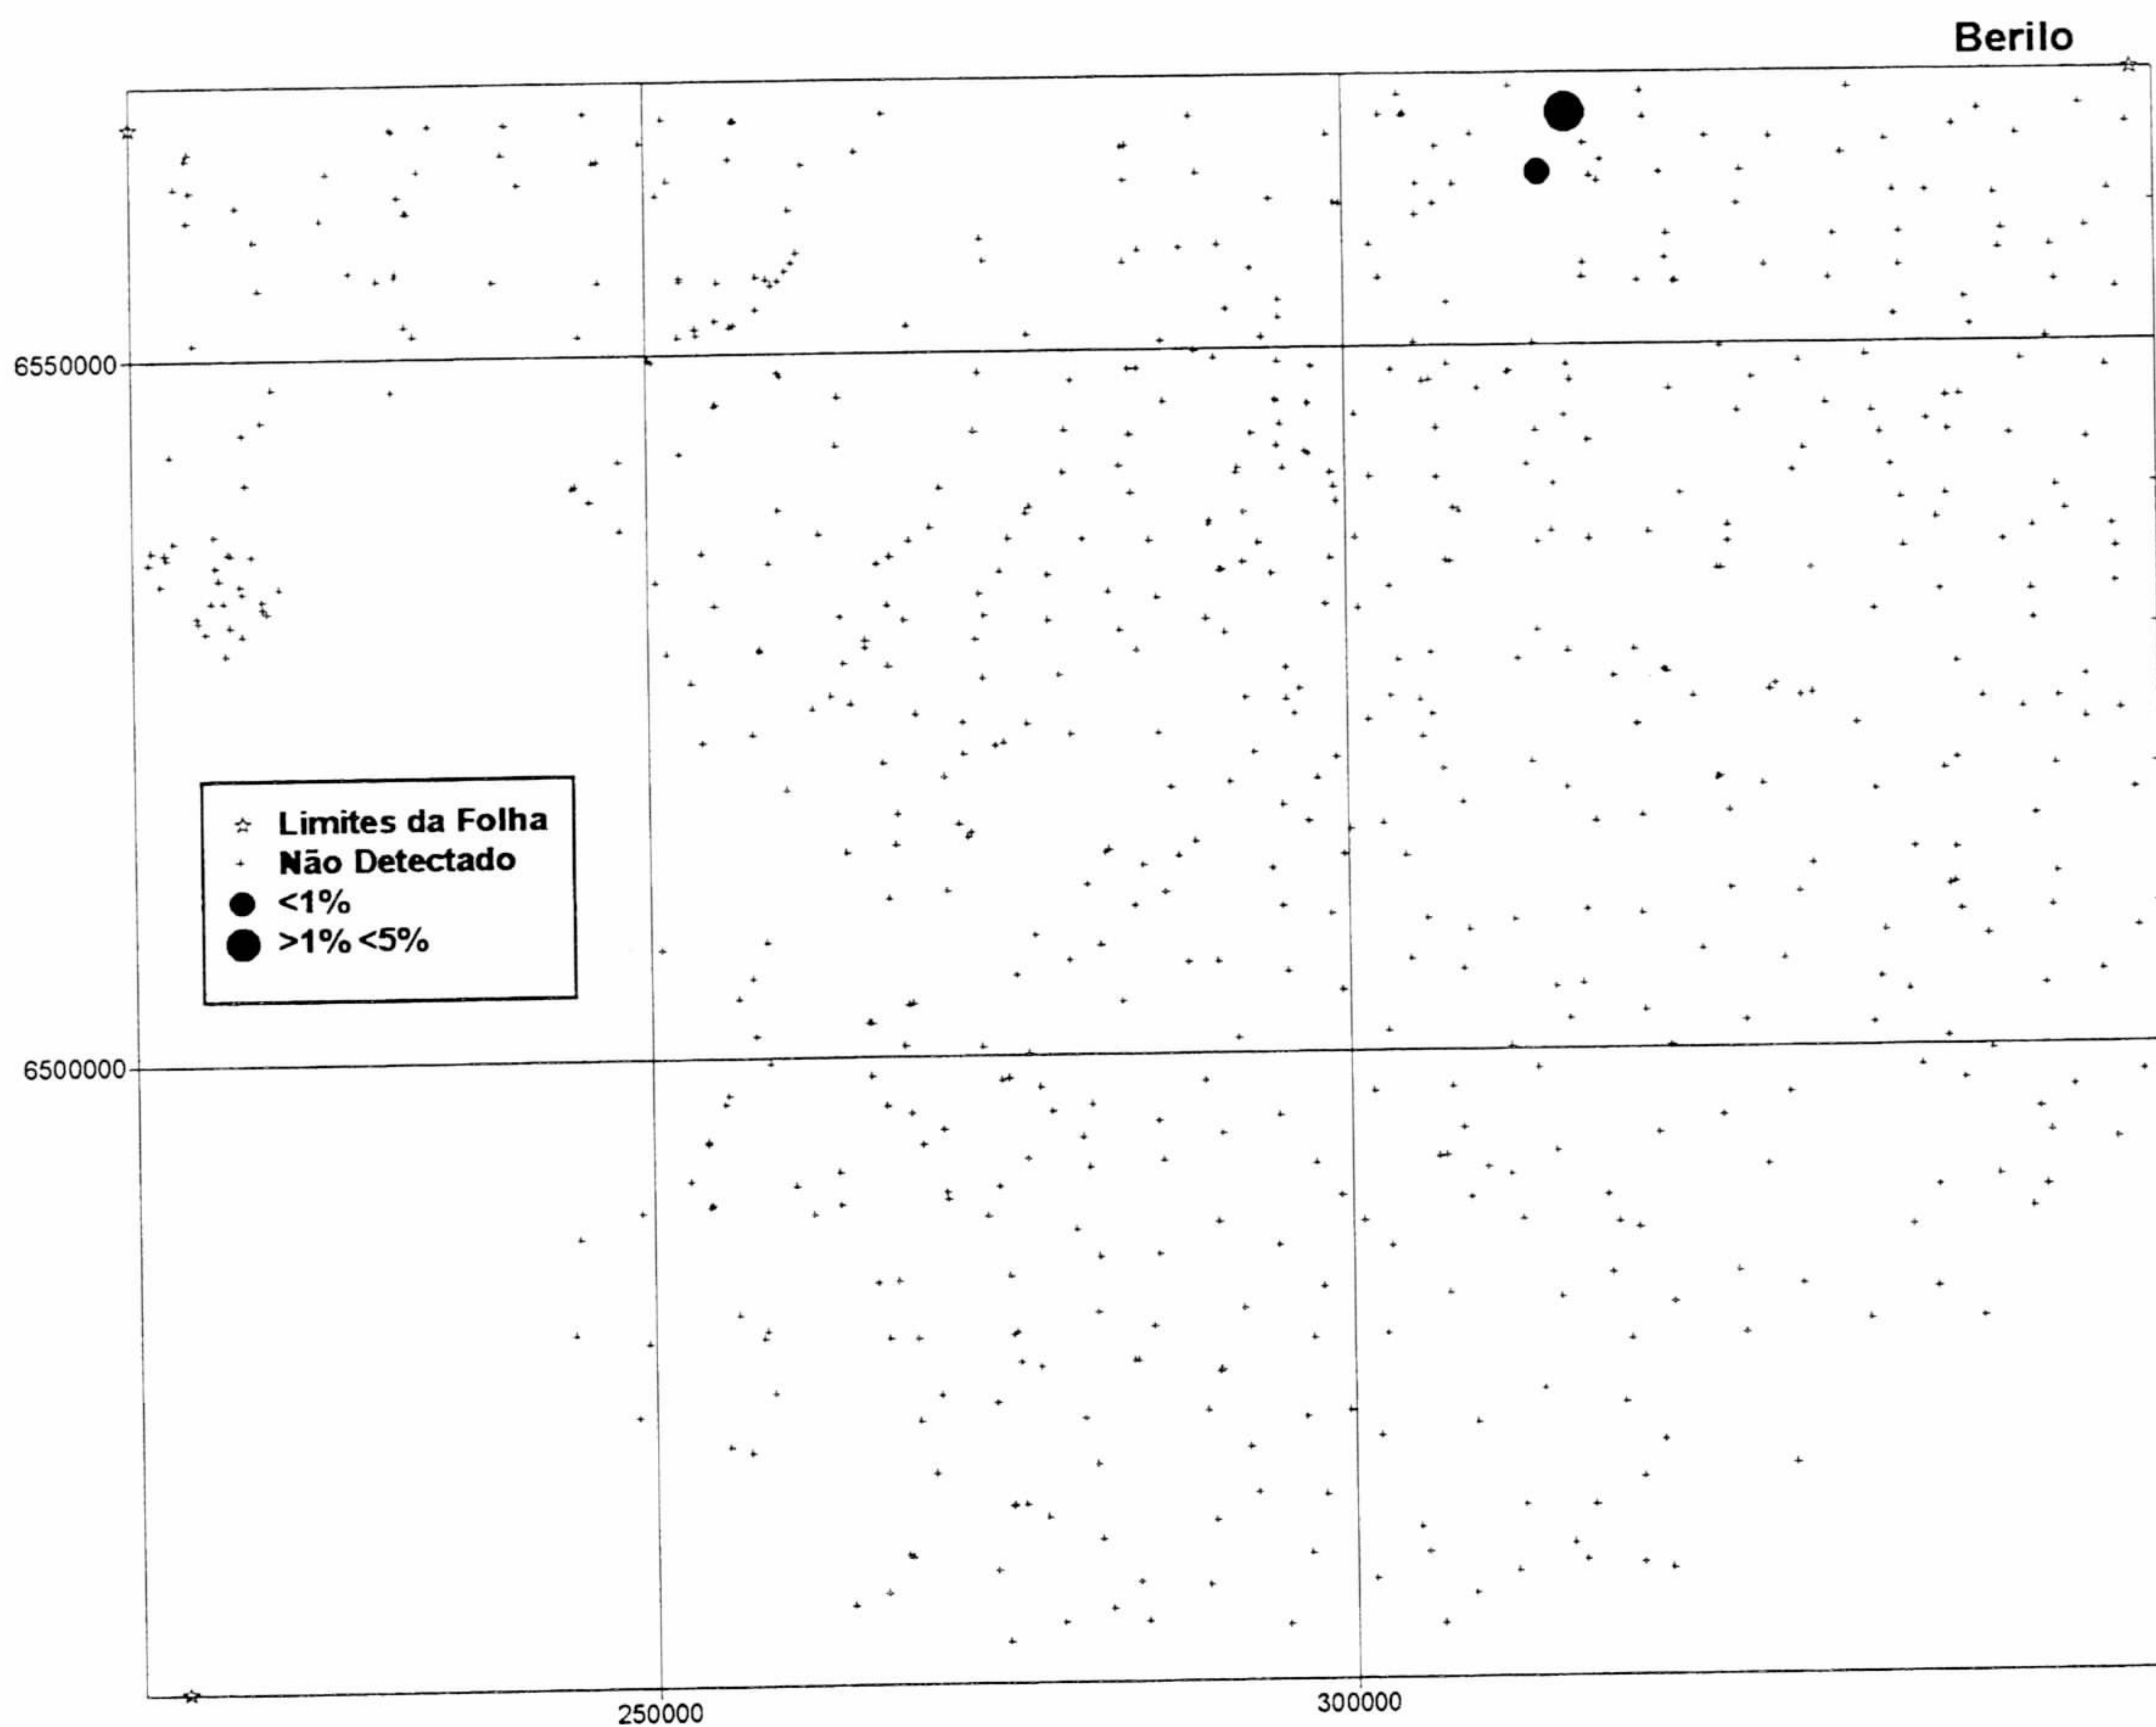 Berilo
6550000
Limites da Folha
Não Detectado
<1%
>1% <5%
6500000
250000
300000